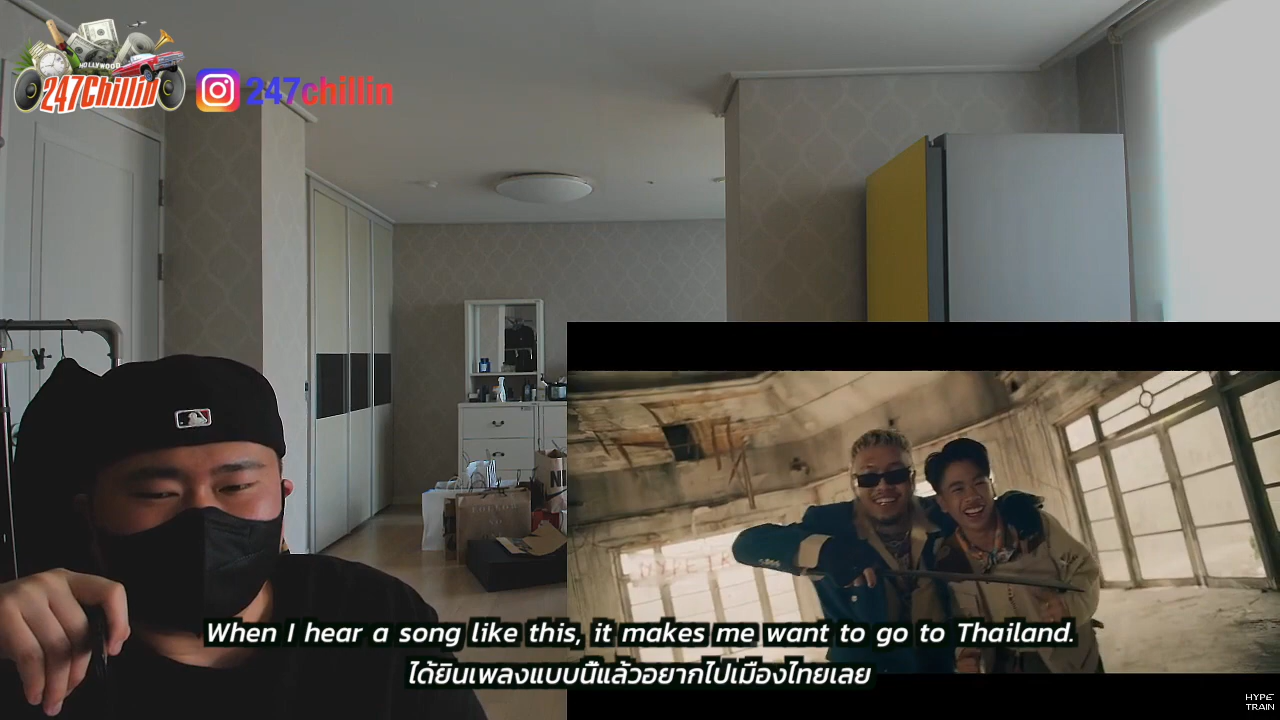 HOLLYWOOD
247Chillin
247chillin
When I hear a song like this, it makes me want to go to Thailand.
ได้ยินเพลงแบบนี้แล้วอยากไปเมืองไทยเลย
HYPE
TRAIN